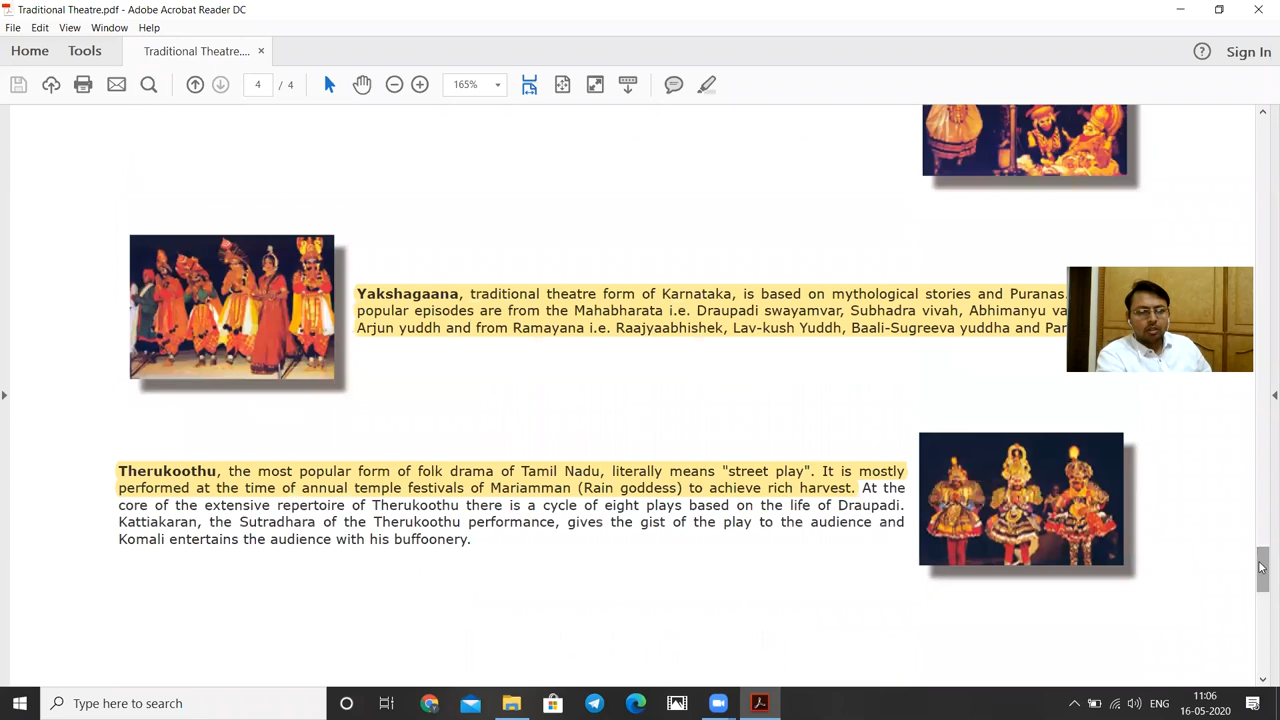 Traditional Theatre.pdf - Adobe Acrobat Reader DC
File Edit View Window Help
Home Tools Traditional Theatre.... × Sign In
4 / 4 165%
Yakshagaana, traditional theatre form of Karnataka, is based on mythological stories and Puranas.
popular episodes are from the Mahabharata i.e. Draupadi swayamvar, Subhadra vivah, Abhimanyu
Arjun yuddh and from Ramayana i.e. Raajyaabhishek, Lav-kush Yuddh, Baali-Sugreeva yuddha and
Therukoothu, the most popular form of folk drama of Tamil Nadu, literally means "street play". It is mostly
performed at the time of annual temple festivals of Mariamman (Rain goddess) to achieve rich harvest. At the
core of the extensive repertoire of Therukoothu there is a cycle of eight plays based on the life of Draupadi.
Kattiakaran, the Sutradhara of the Therukoothu performance, gives the gist of the play to the audience and
Komali entertains the audience with his buffoonery.
Type here to search
ENG
11:06
16-05-2020